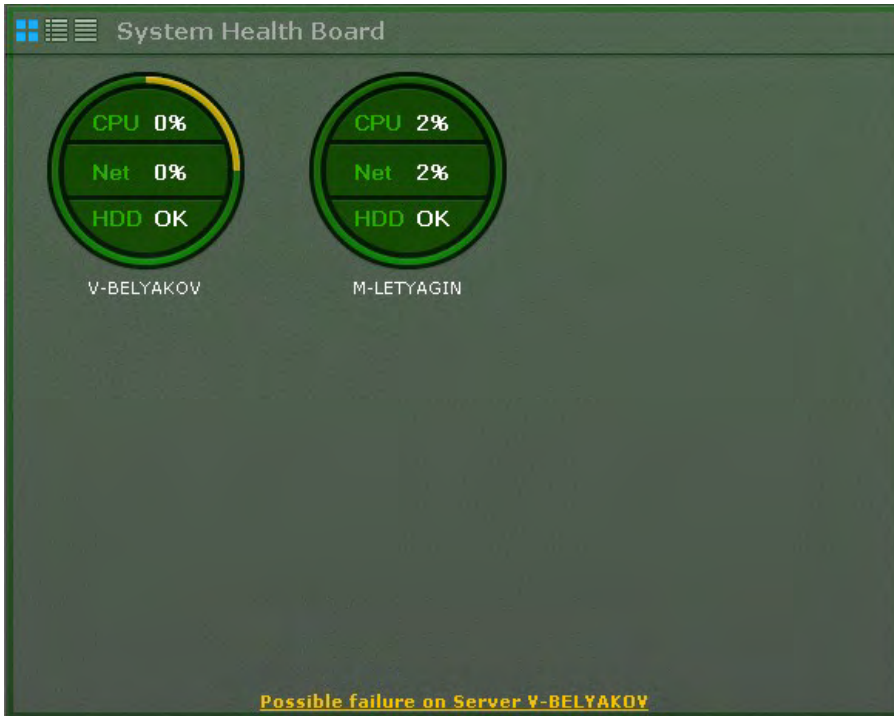 System Health Board
CPU 0%
Net 0%
HDD OK
V-BELYAKOV
CPU 2%
Net 2%
HDD OK
M-LETYAGIN
Possible failure on Server V-BELYAKOV